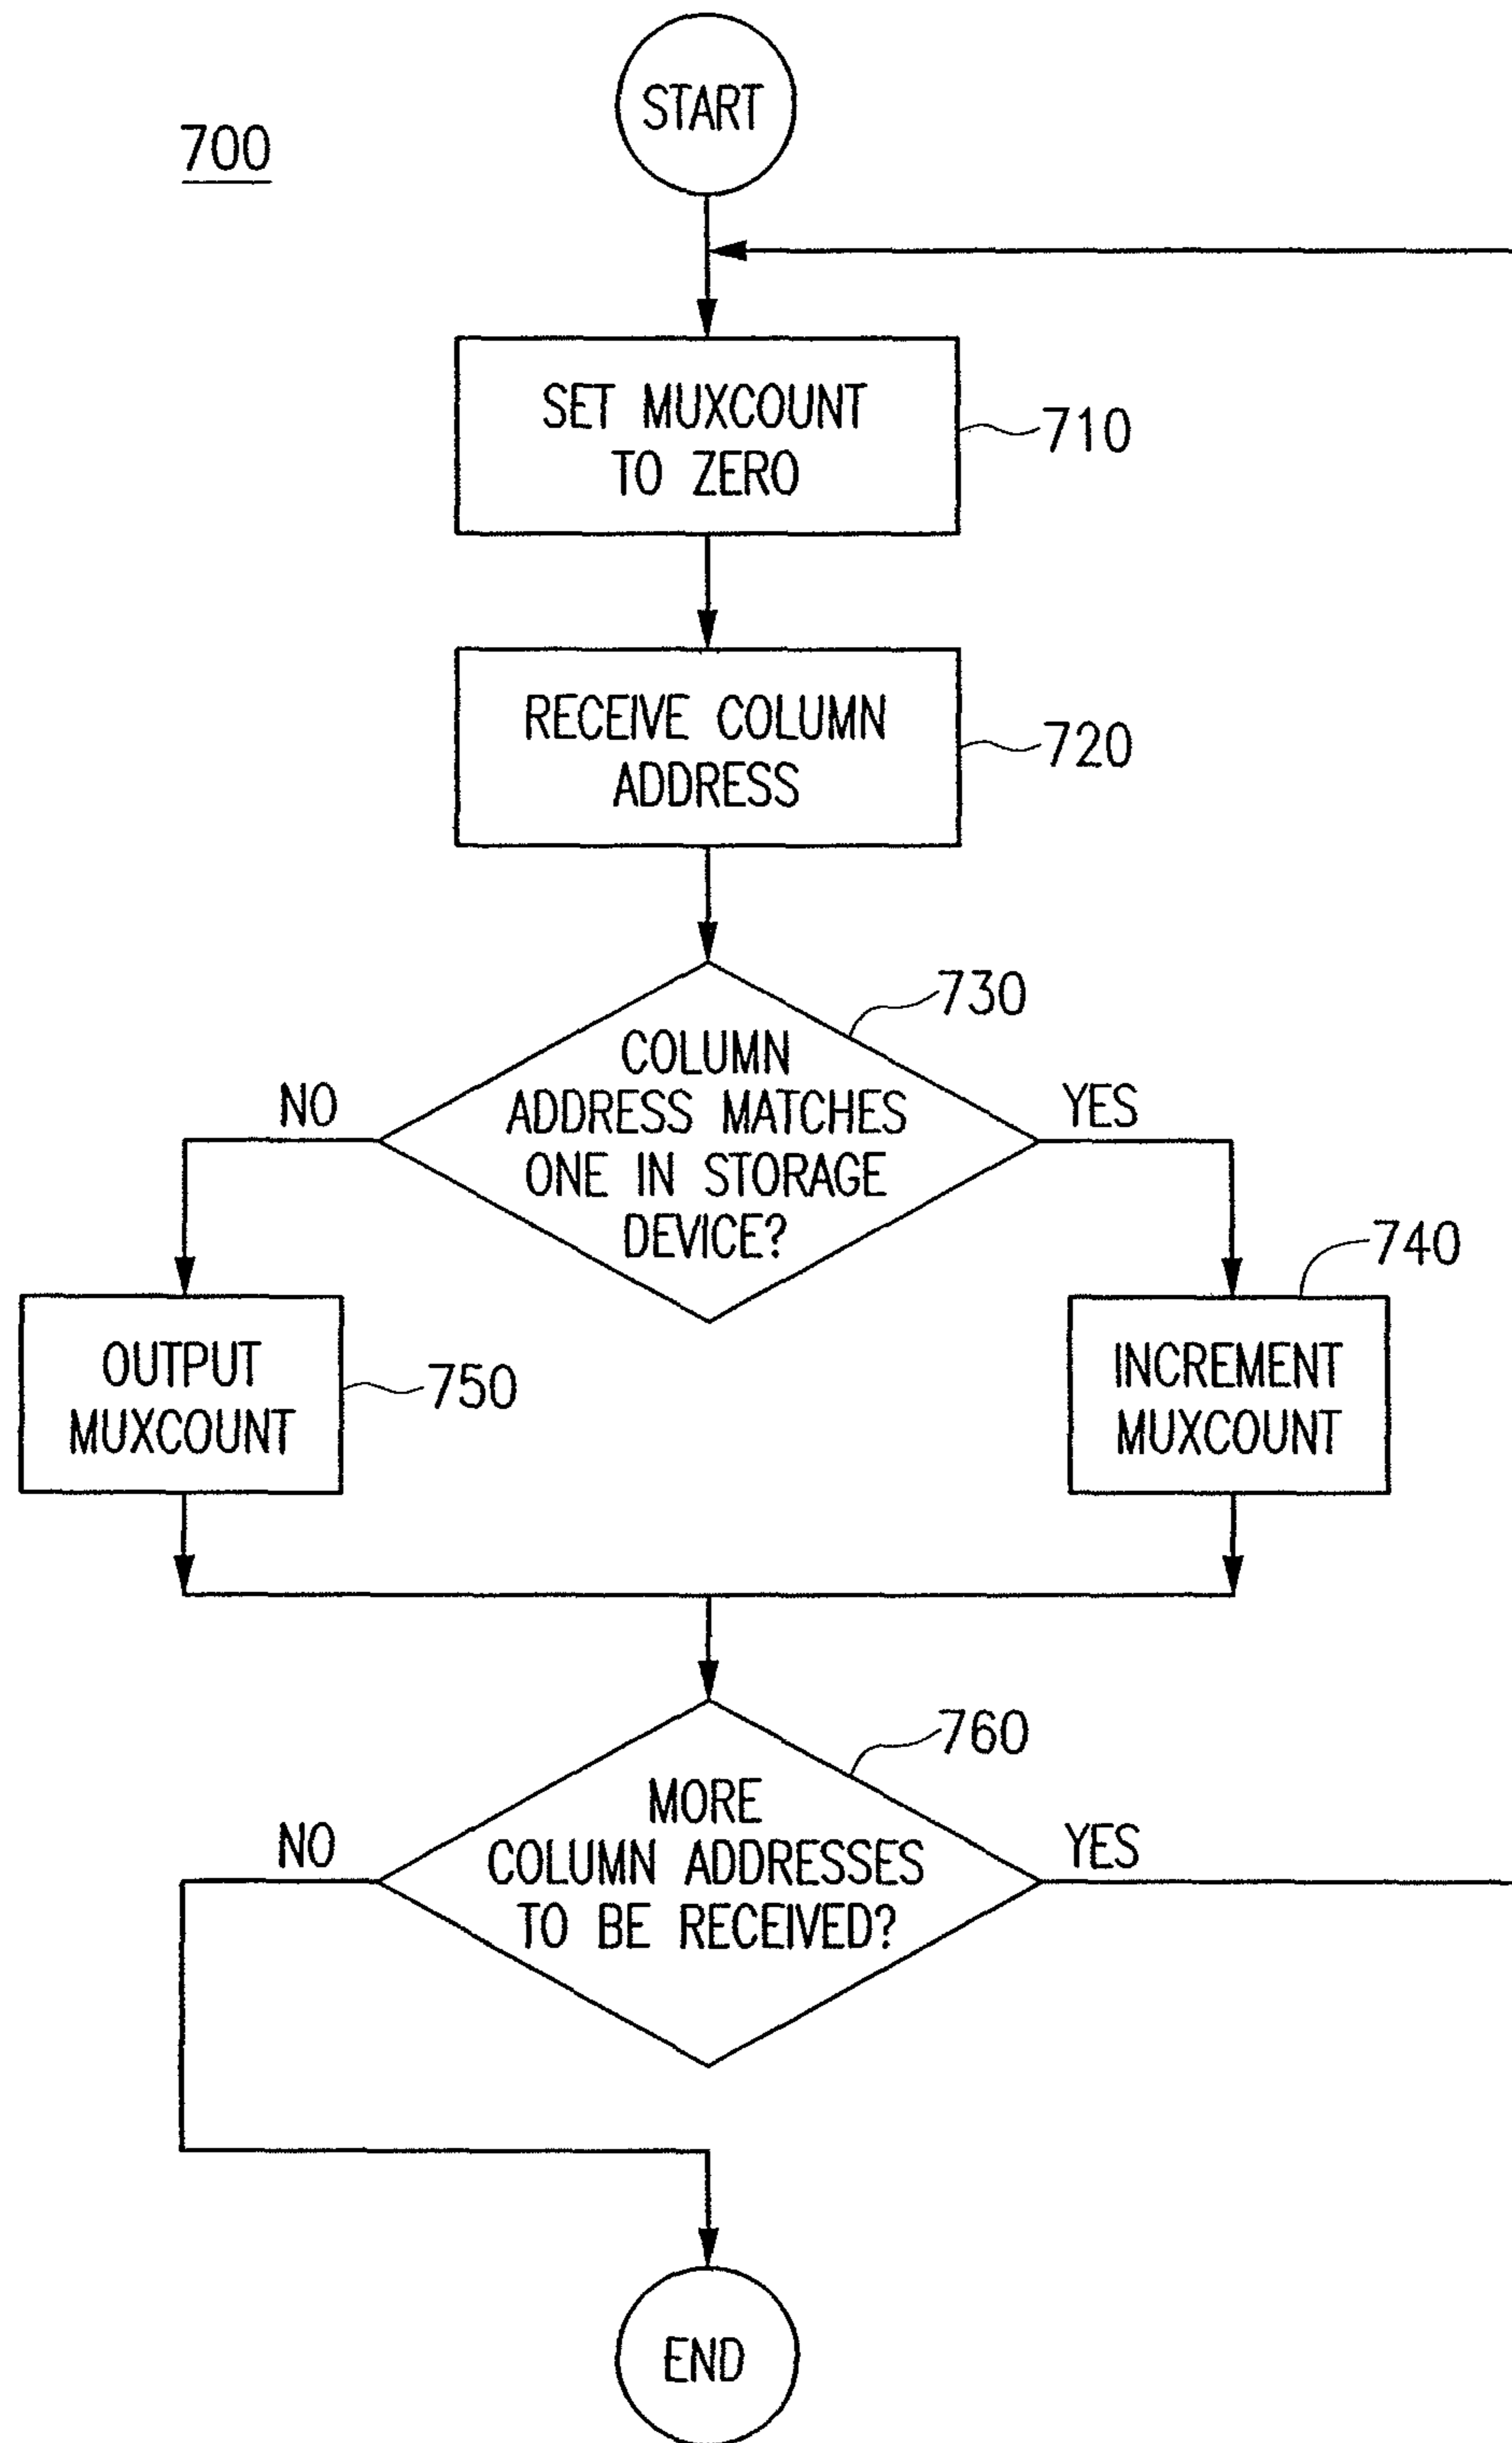 START
700
SET MUXCOUNT
TO ZERO
710
RECEIVE COLUMN
ADDRESS
720
730
COLUMN
ADDRESS MATCHES
ONE IN STORAGE
DEVICE?
NO
YES
740
OUTPUT
MUXCOUNT
750
INCREMENT
MUXCOUNT
760
MORE
COLUMN ADDRESSES
TO BE RECEIVED?
NO
YES
END